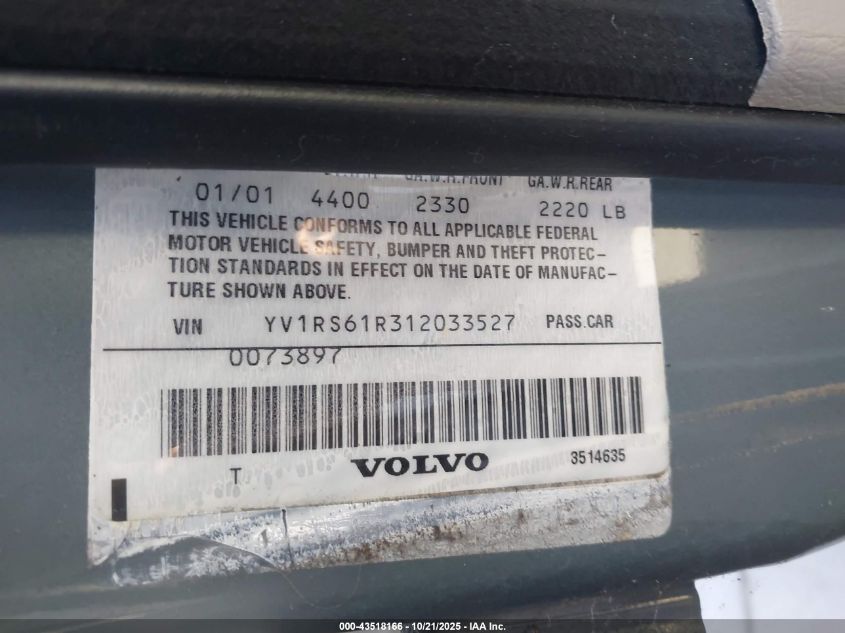 GA.W.R.FRONT GA.W.R.REAR
01/01 4400 2330 2220 LB
THIS VEHICLE CONFORMS TO ALL APPLICABLE FEDERAL
MOTOR VEHICLE SAFETY, BUMPER AND THEFT PROTEC-
TION STANDARDS IN EFFECT ON THE DATE OF MANUFAC-
TURE SHOWN ABOVE.
VIN YV1RS61R312033527 PASS.CAR
0073897
T VOLVO 3514635
000-43518166 - 10/21/2025 - IAA Inc.